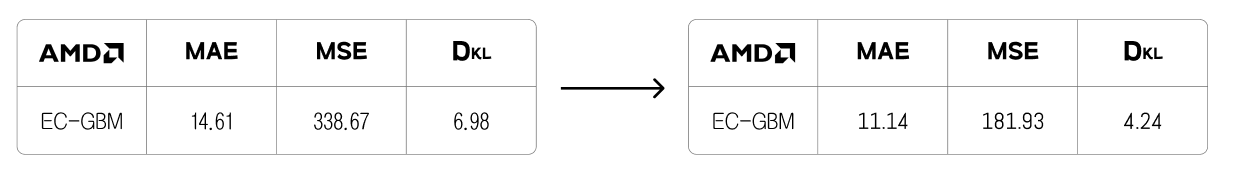 AMD MAE MSE DKL
EC-GBM 14.61 338.67 6.98
AMD MAE MSE DKL
EC-GBM 11.14 181.93 4.24